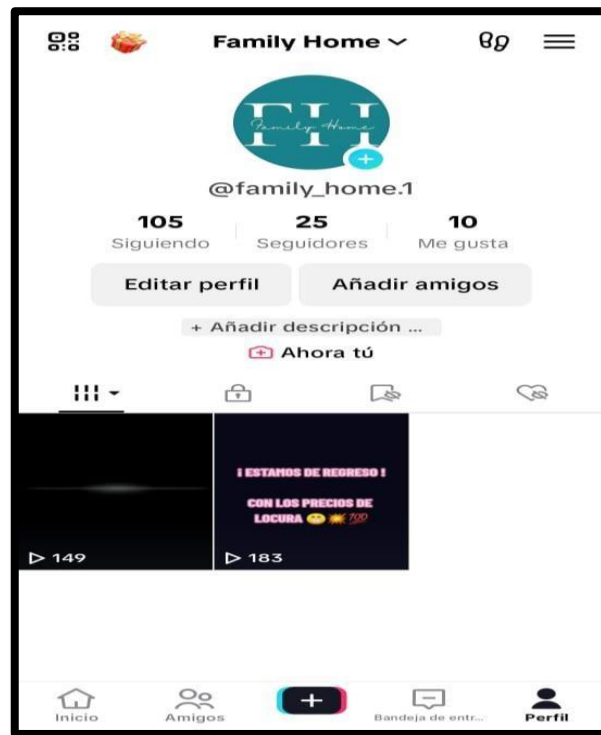 Family Home
FH
Family Home
@family_home.1
105 25 10
Siguiendo Seguidores Me gusta
Editar perfil Añadir amigos
+ Añadir descripción ...
Ahora tú
¡ ESTAMOS DE REGRESO !
CON LOS PRECIOS DE
LOCURA 😁 💥 💯
149 183
Inicio Amigos Bandeja de entr... Perfil